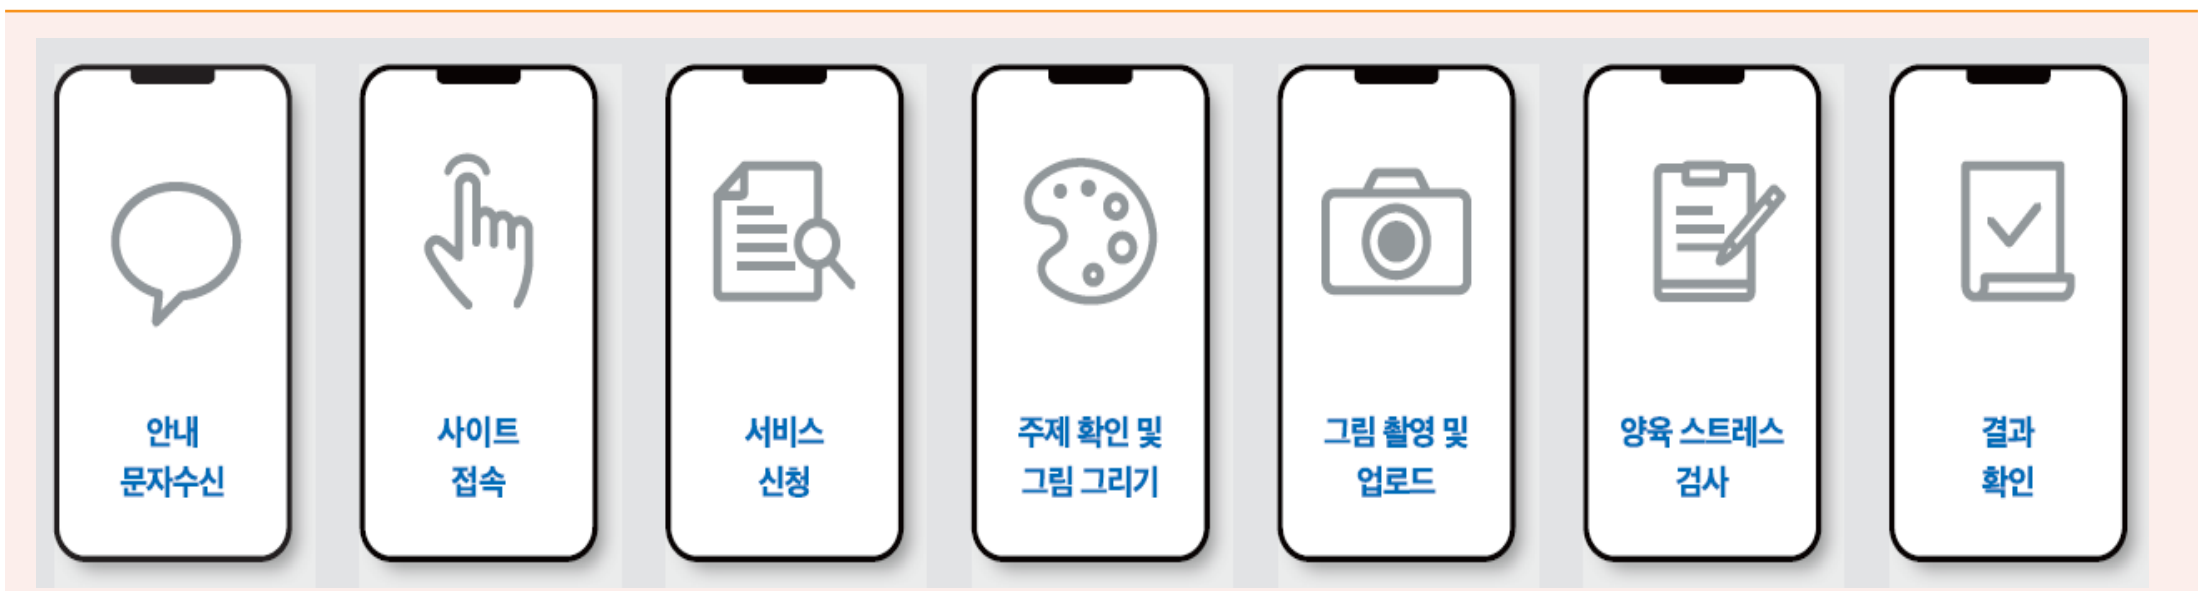 안내
문자수신
사이트
접속
서비스
신청
주제 확인 및
그림 그리기
그림 촬영 및
업로드
양육 스트레스
검사
결과
확인